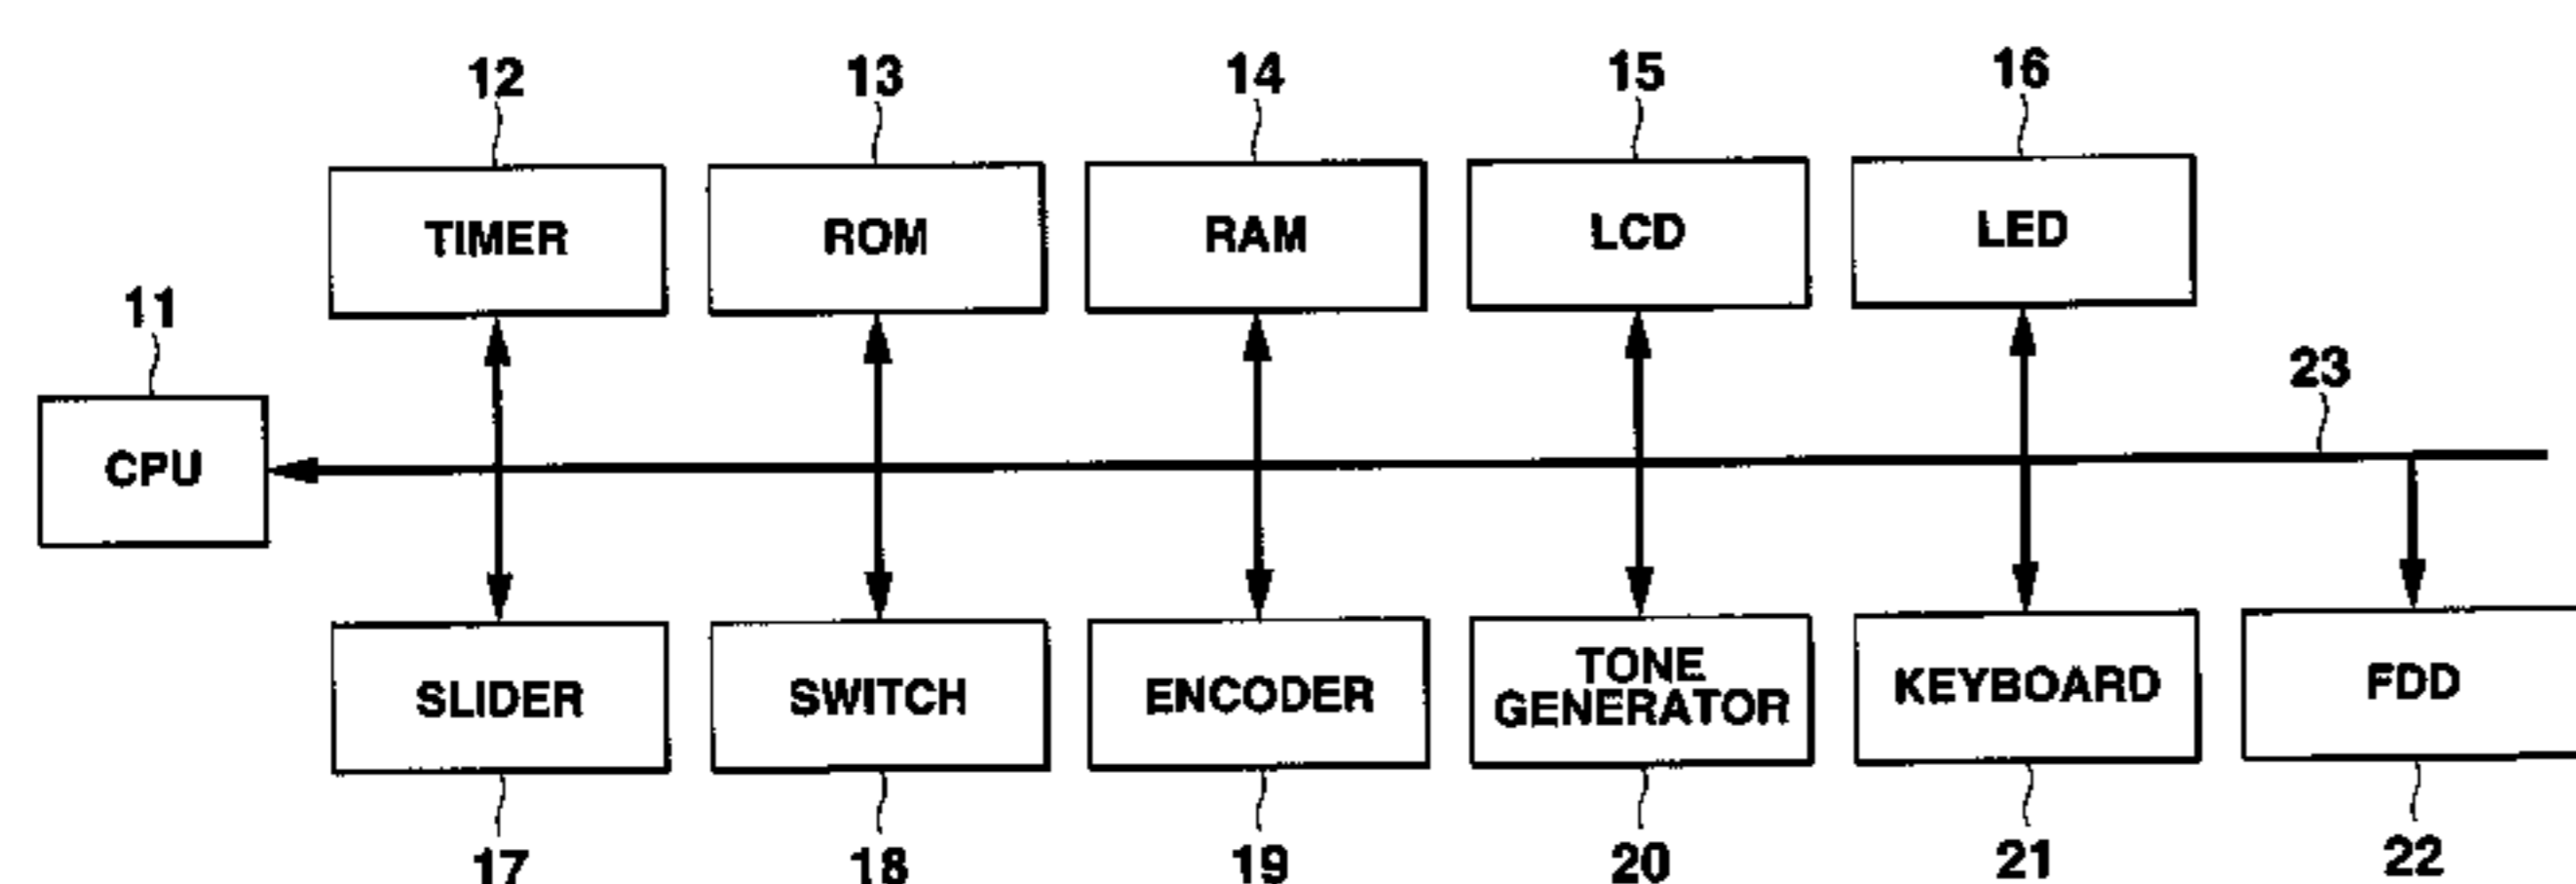 12 13 14 15 16
TIMER ROM RAM LCD LED
11
23
CPU
SLIDER SWITCH ENCODER TONE GENERATOR KEYBOARD FDD
17 18 19 20 21 22